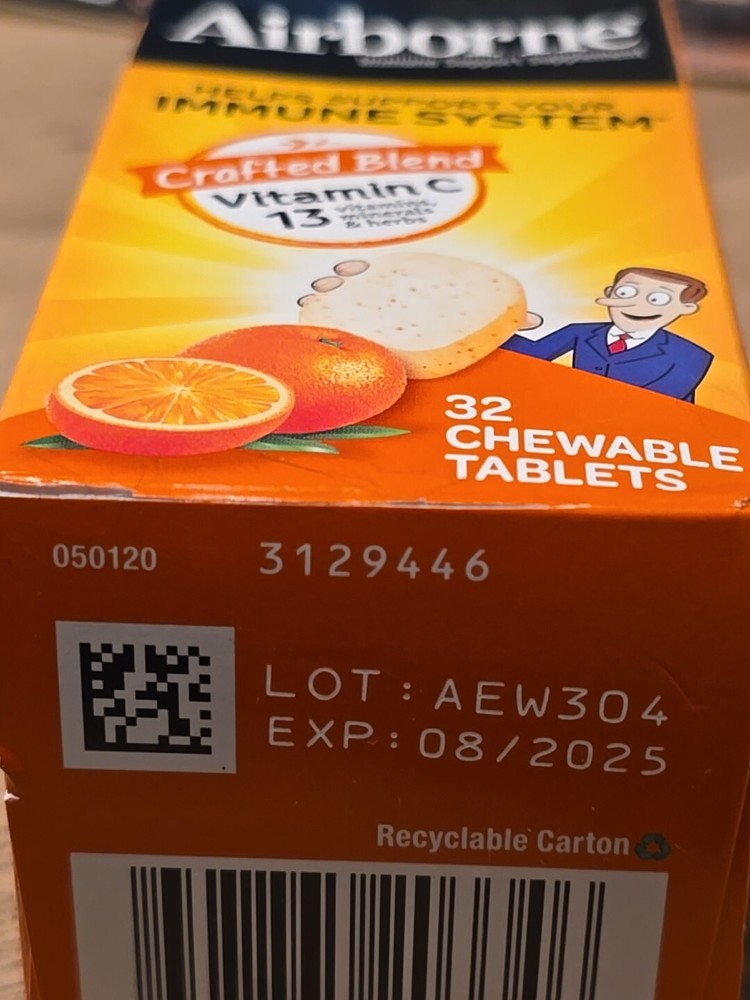 Airborne
HELPS SUPPORT YOUR
IMMUNE SYSTEM*
Crafted Blend
Vitamin C
13 vitamins,
minerals
& herbs
32
CHEWABLE
TABLETS
050120 3129446
LOT: AEW304
EXP: 08/2025
Recyclable Carton